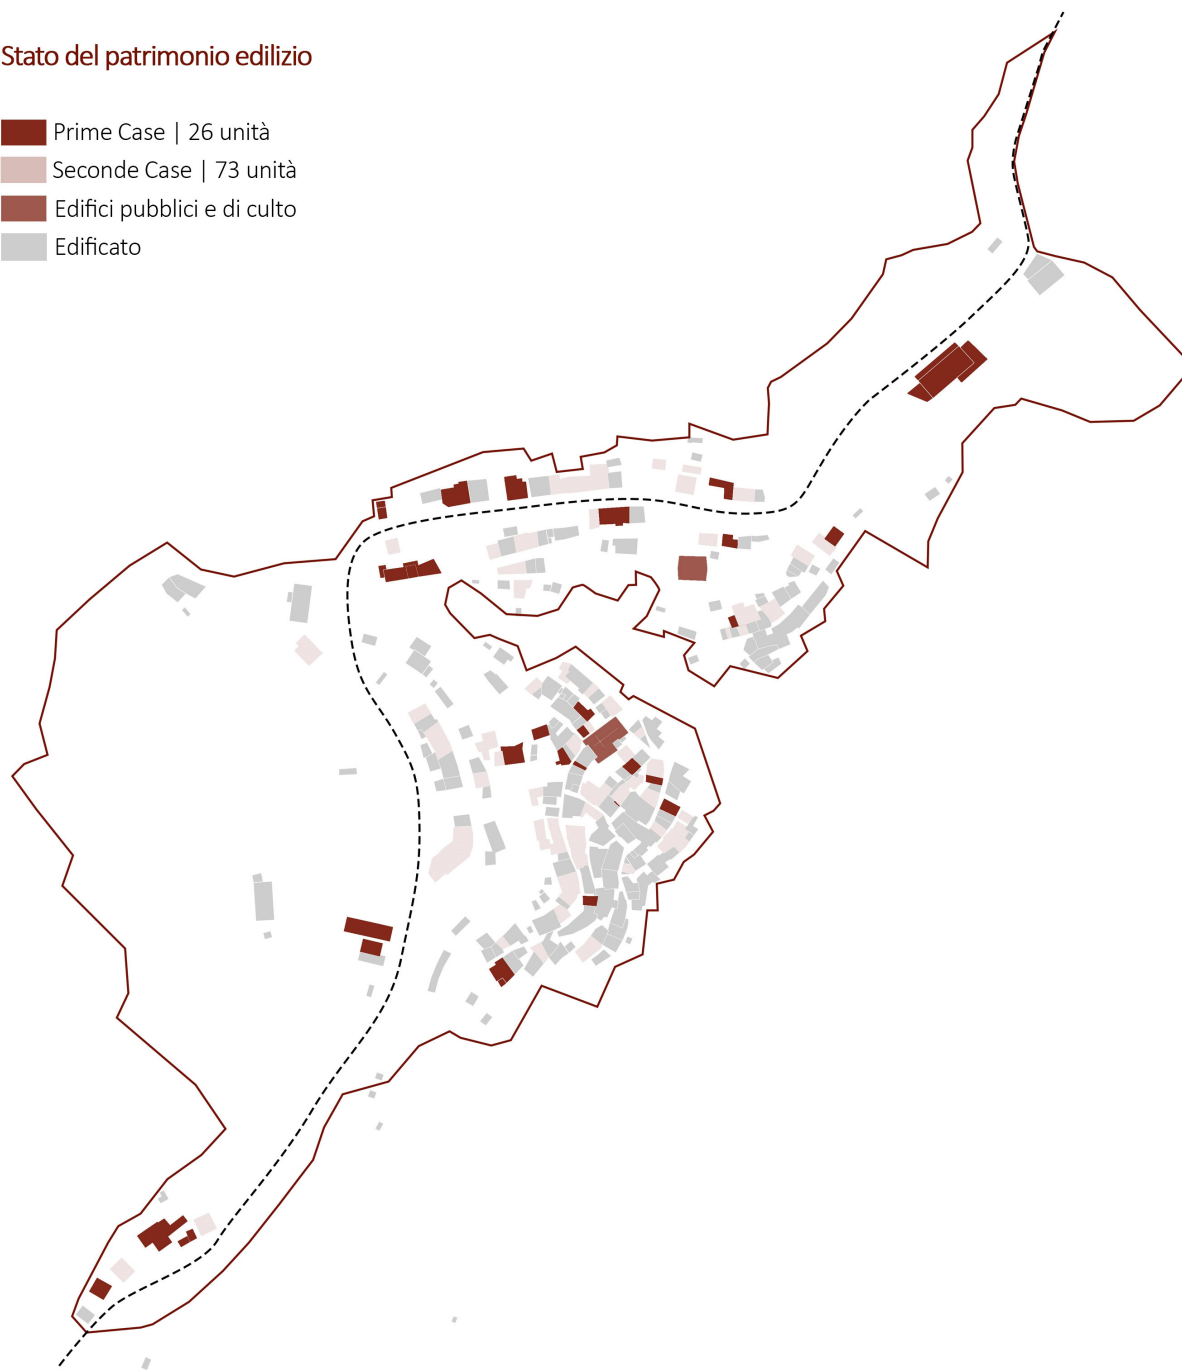 Stato del patrimonio edilizio
Prime Case | 26 unità
Seconde Case | 73 unità
Edifici pubblici e di culto
Edificato